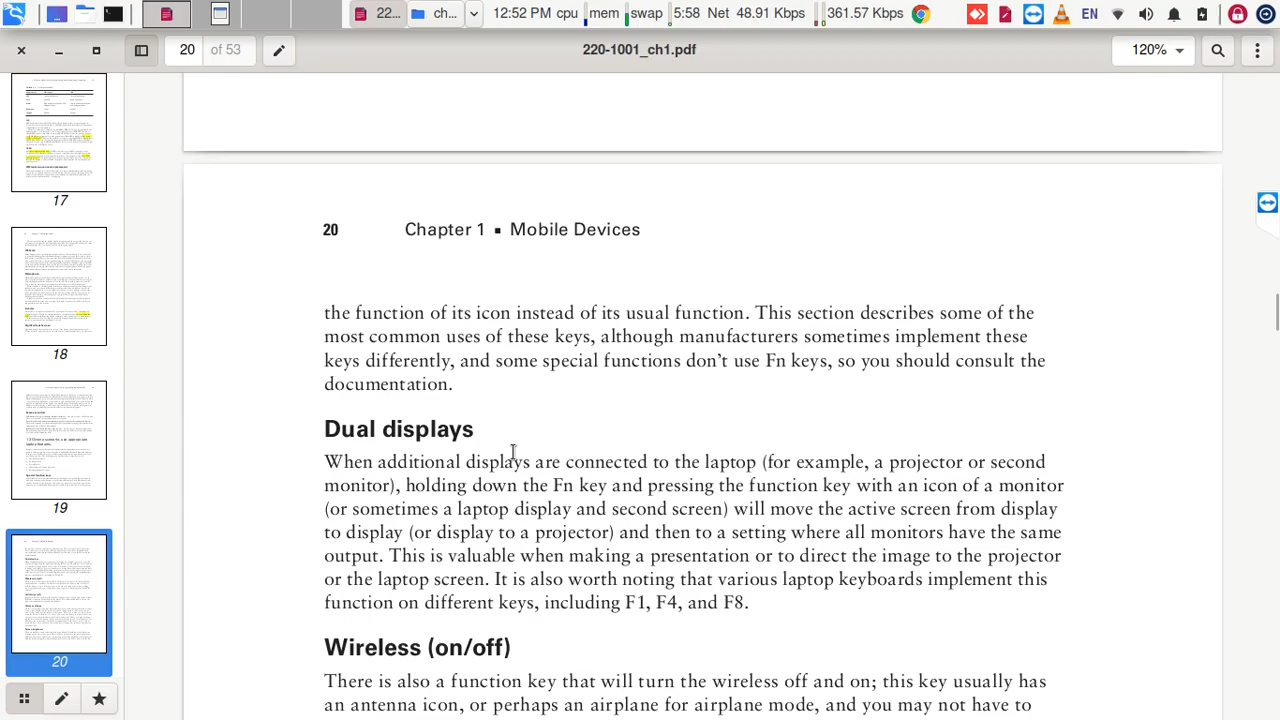 22...
ch...
12:
PM cpu
mem
swap
5:58 Net 48.91 Kbps
361.57 Kbps
EN
20 of 53
220-1001_ch1.pdf
120%
17
18
19
20
20 Chapter 1 ▪ Mobile Devices
the function of the instead of its usual function. This section describes some of the
most common uses of these keys, although manufacturers sometimes implement these
keys differently, and some special functions don’t use Fn keys, so you should consult the
documentation.
Dual displays
When additional displays are connected to the laptop (for example, a projector or second
monitor), holding down the Fn key and pressing the function key with an icon of a monitor
(or sometimes a laptop display and second screen) will move the active screen from display
to display (or display to a projector) and then to a setting where all monitors have the same
output. This is useful when making a presentation or to direct the image to the projector
or the laptop screen. It is also worth noting that various laptop keyboards implement this
function on different keys, including F1, F4, and F8.
Wireless (on/off)
There is also a function key that will turn the wireless off and on; this key usually has
an antenna icon, or perhaps an airplane for airplane mode, and you may not have to